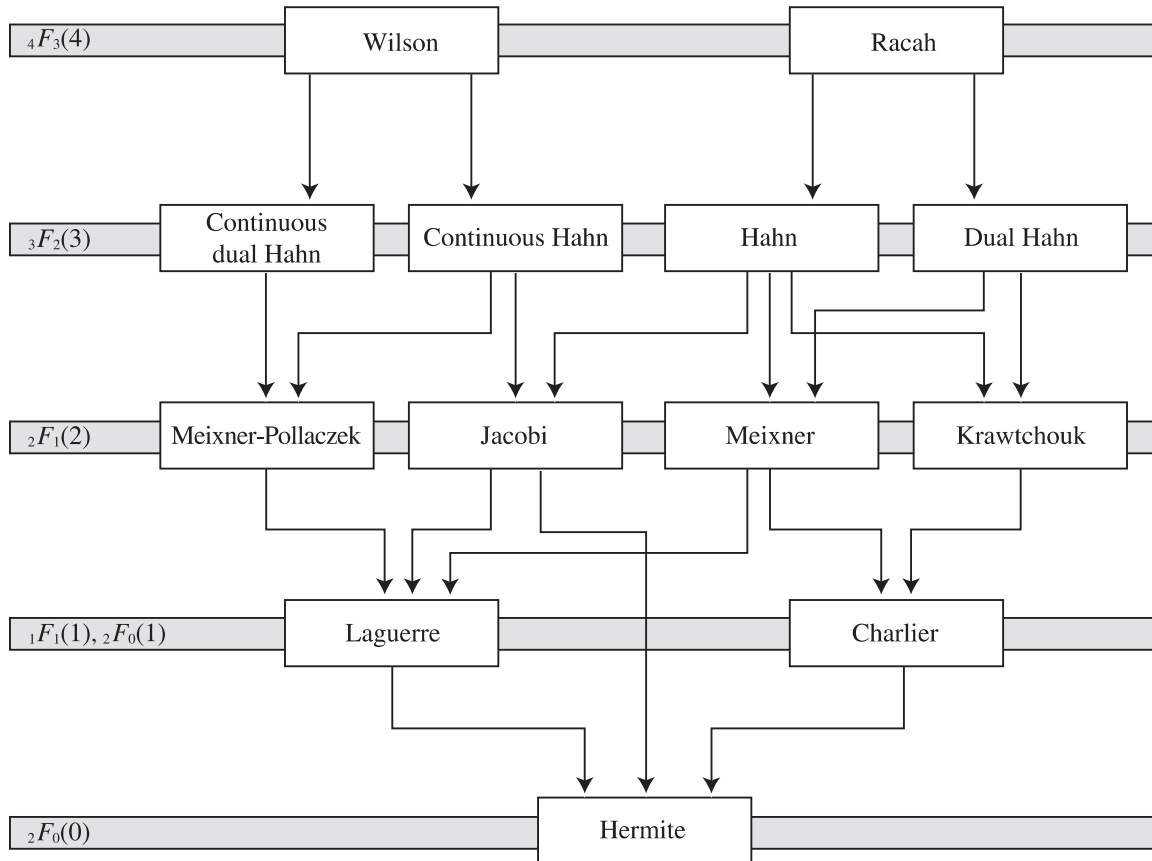 ₄F₃(4)
Wilson
Racah
₃F₂(3)
Continuous
dual Hahn
Continuous Hahn
Hahn
Dual Hahn
₂F₁(2)
Meixner-Pollaczek
Jacobi
Meixner
Krawtchouk
₁F₁(1), ₂F₀(1)
Laguerre
Charlier
₂F₀(0)
Hermite